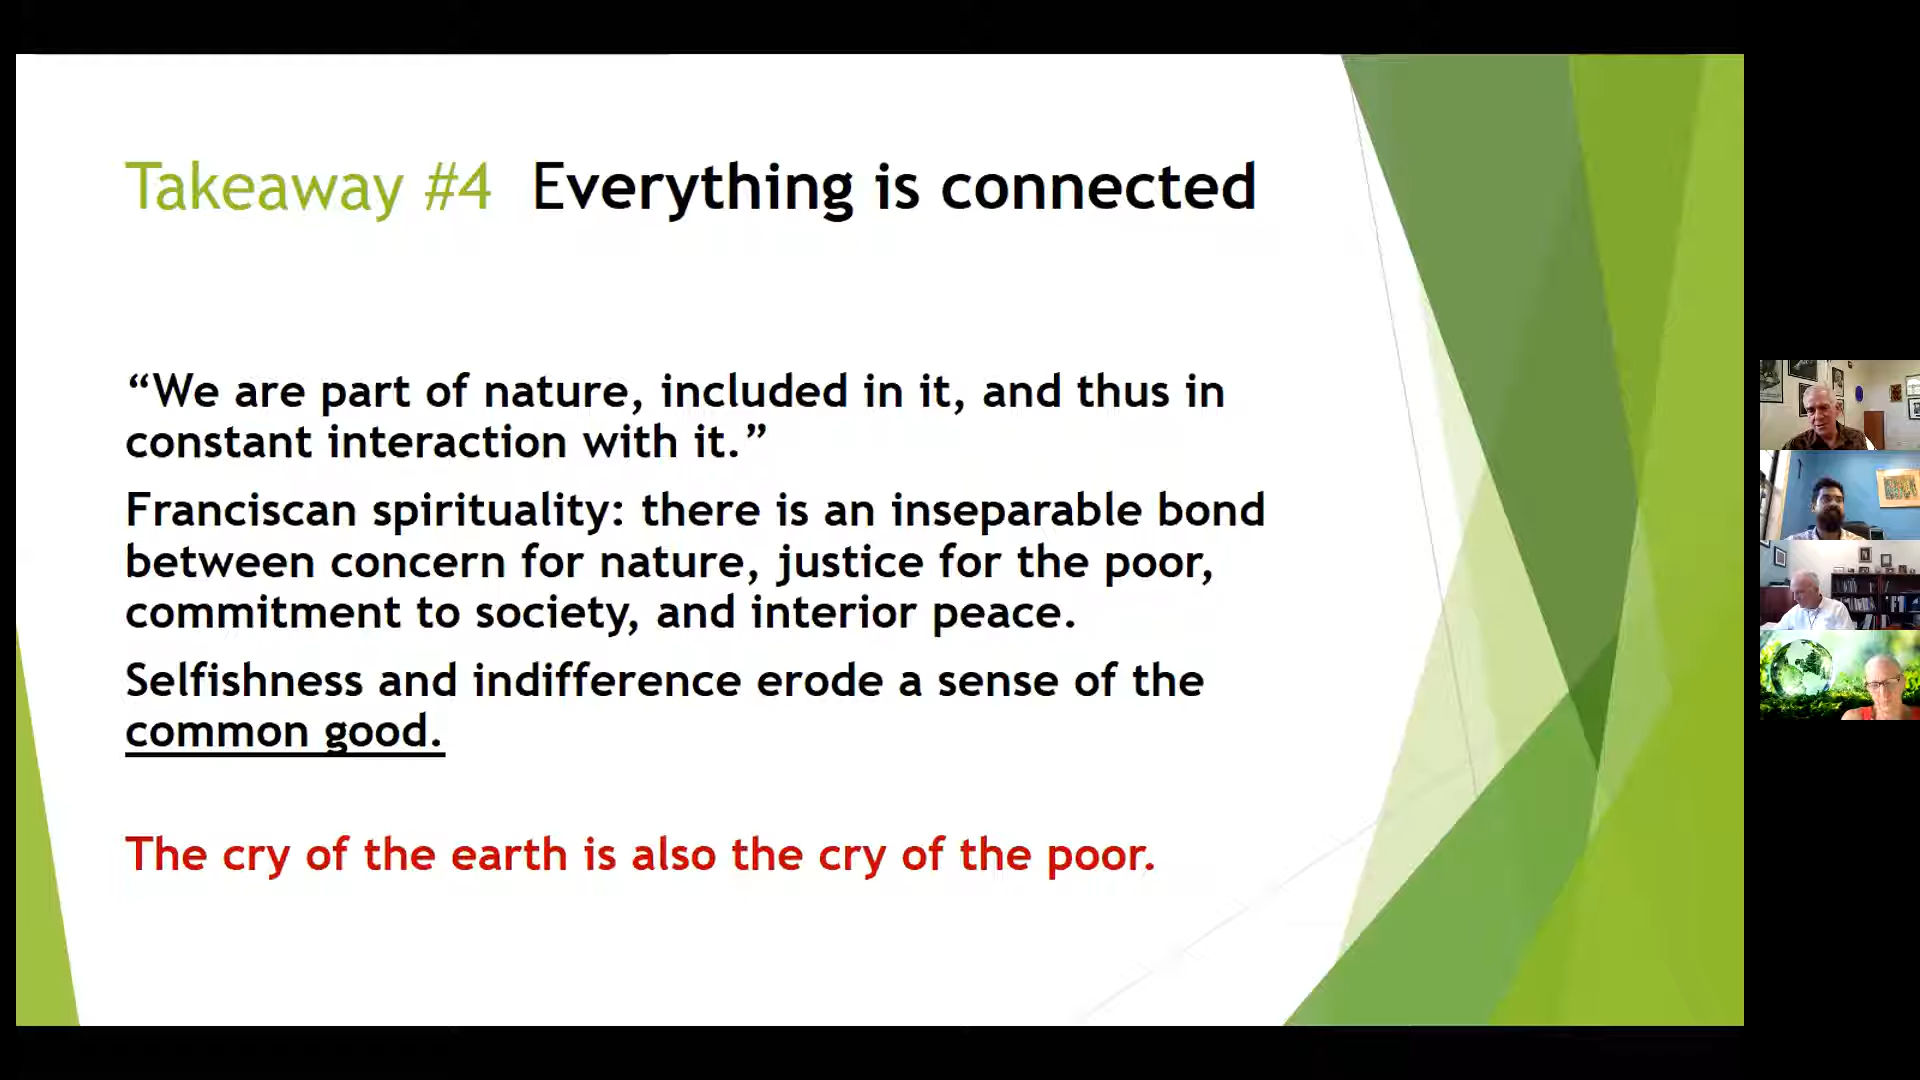 Takeaway #4 Everything is connected
“We are part of nature, included in it, and thus in
constant interaction with it.”
Franciscan spirituality: there is an inseparable bond
between concern for nature, justice for the poor,
commitment to society, and interior peace.
Selfishness and indifference erode a sense of the
common good.
The cry of the earth is also the cry of the poor.